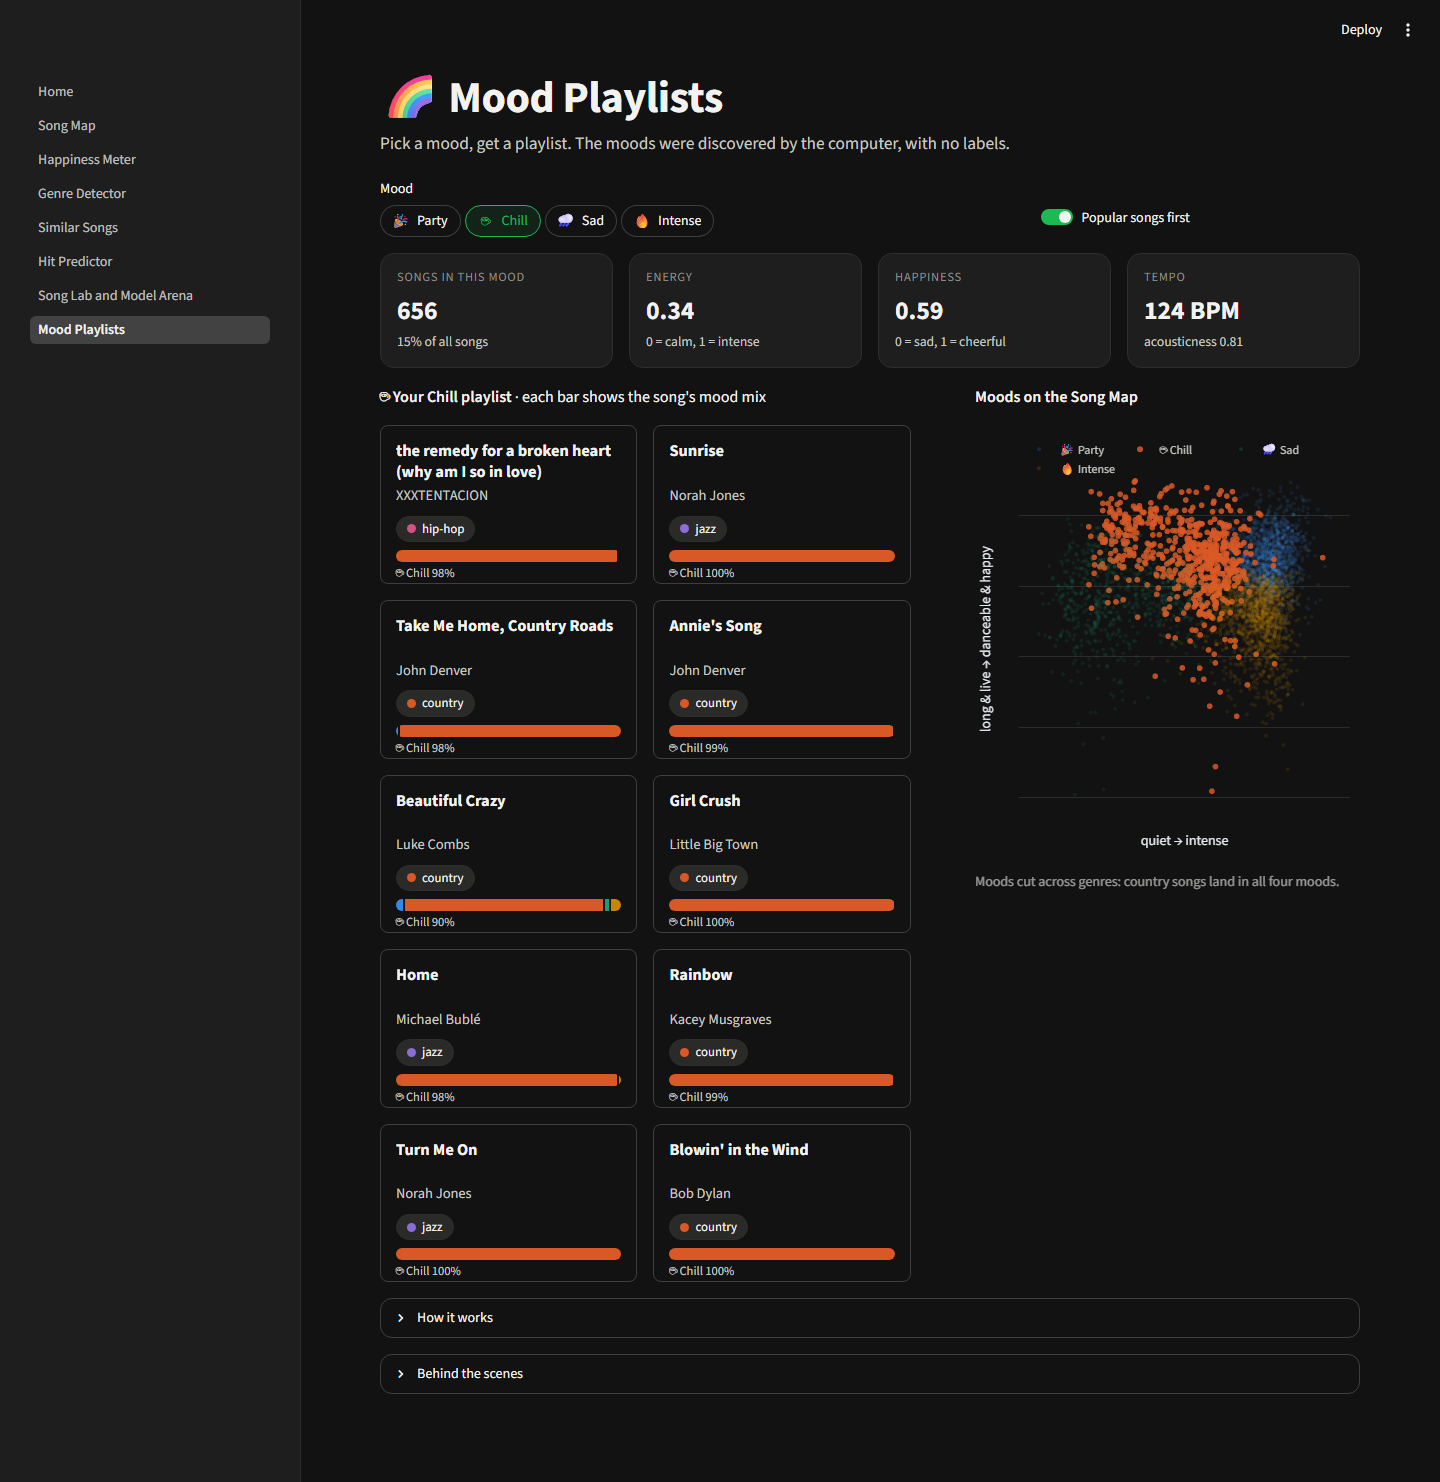 Deploy
Home
Song Map
Happiness Meter
Genre Detector
Similar Songs
Hit Predictor
Song Lab and Model Arena
Mood Playlists
🌈 Mood Playlists
Pick a mood, get a playlist. The moods were discovered by the computer, with no labels.
Mood
🎉 Party ☕ Chill 🌧️ Sad 🔥 Intense
Popular songs first
SONGS IN THIS MOOD
656
15% of all songs
ENERGY
0.34
0 = calm, 1 = intense
HAPPINESS
0.59
0 = sad, 1 = cheerful
TEMPO
124 BPM
acousticness 0.81
☕ Your Chill playlist · each bar shows the song's mood mix
the remedy for a broken heart
(why am I so in love)
XXXTENTACION
hip-hop
☕ Chill 98%
Sunrise
Norah Jones
jazz
☕ Chill 100%
Take Me Home, Country Roads
John Denver
country
☕ Chill 98%
Annie's Song
John Denver
country
☕ Chill 99%
Beautiful Crazy
Luke Combs
country
☕ Chill 90%
Girl Crush
Little Big Town
country
☕ Chill 100%
Home
Michael Bublé
jazz
☕ Chill 98%
Rainbow
Kacey Musgraves
country
☕ Chill 99%
Turn Me On
Norah Jones
jazz
☕ Chill 100%
Blowin' in the Wind
Bob Dylan
country
☕ Chill 100%
Moods on the Song Map
🎉 Party ☕ Chill 🌧️ Sad
🔥 Intense
long & live → danceable & happy
quiet → intense
Moods cut across genres: country songs land in all four moods.
How it works
Behind the scenes